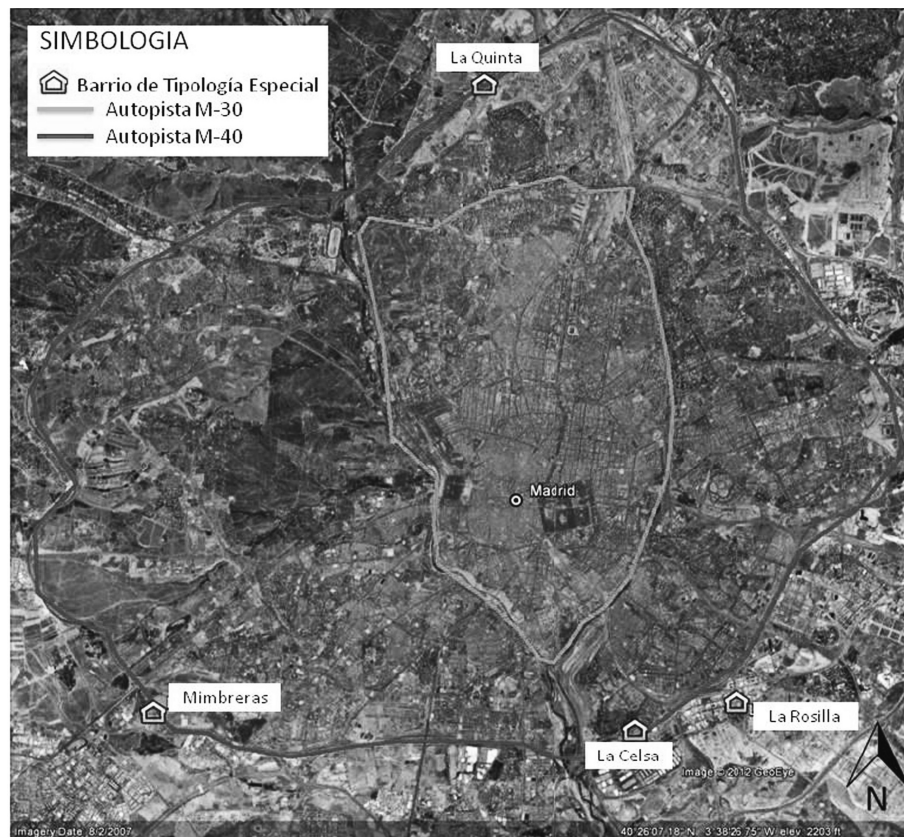 SIMBOLOGIA
Barrio de Tipología Especial
Autopista M-30
Autopista M-40
La Quinta
Madrid
Mimbreras
La Rosilla
La Celsa
Image © 2012 GeoEye
N
Imagery Date 8/2/2007
40°26'07.18" N 3°38'25.75" W elev 2203 ft